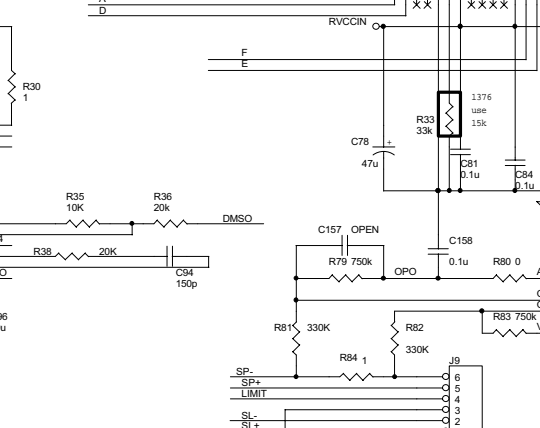 A
D
RVCCIN
F
E
R30
1
1376
use
15k
R33
33k
C78
+
47u
C81
0.1u
C84
0.1u
R35
10K
R36
20k
DMSO
C157 OPEN
C158
0.1u
R38
20K
R79 750k
OPO
R80 0
A
C94
150p
4
O
C
C
96
u
R81
330K
R82
330K
R83 750k
V
R84
1
J9
SP-
6
SP+
5
LIMIT
4
3
SL-
2
SL+